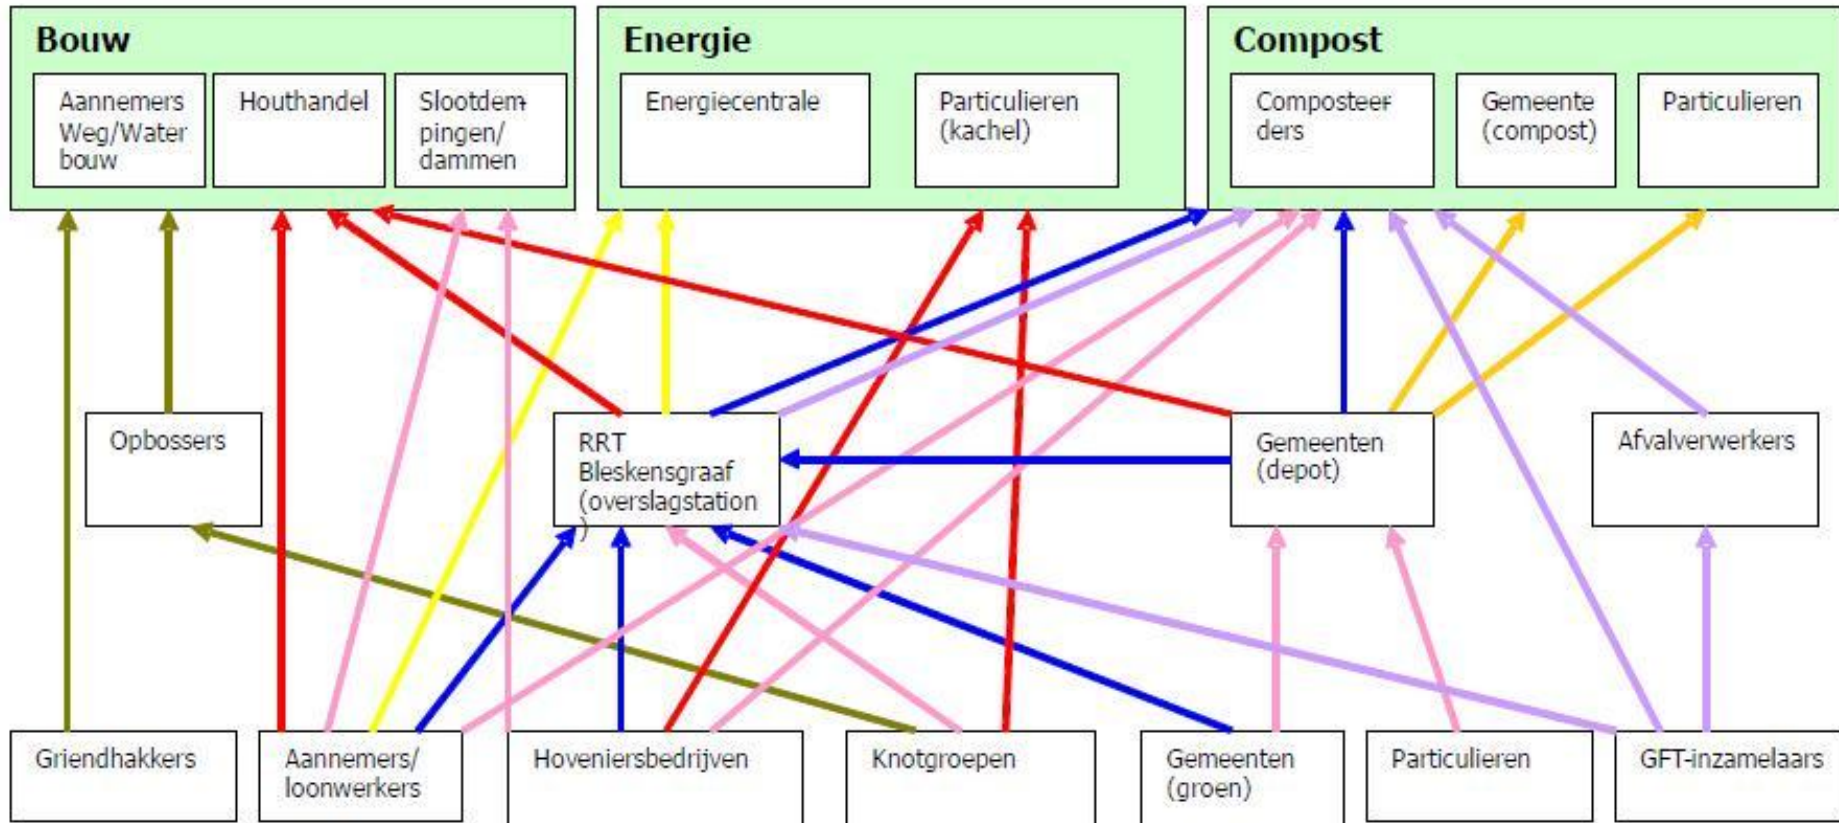 Bouw
Aannemers
Weg/Water
bouw
Houthandel
Slootdem-
pingen/
dammen
Energie
Energiecentrale
Particulieren
(kachel)
Compost
Composteer-
ders
Gemeente
(compost)
Particulieren
Opbossers
RRT
Bleskensgraaf
(overslagstation
)
Gemeenten
(depot)
Afvalverwerkers
Griendhakkers
Aannemers/
loonwerkers
Hoveniersbedrijven
Knotgroepen
Gemeenten
(groen)
Particulieren
GFT-inzamelaars